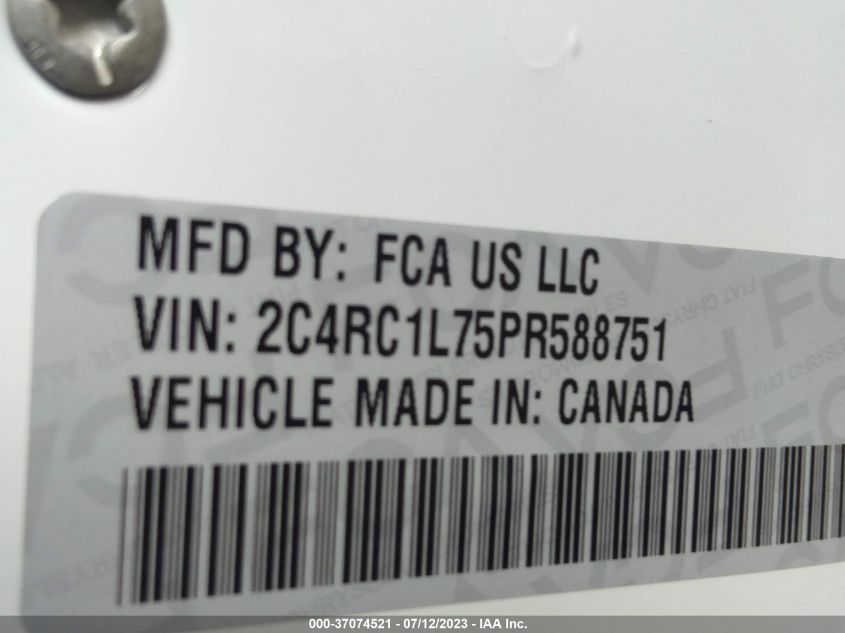 MFD BY: FCA US LLC
VIN: 2C4RC1L75PR588751
VEHICLE MADE IN: CANADA
000-37074521 - 07/12/2023 - IAA Inc.